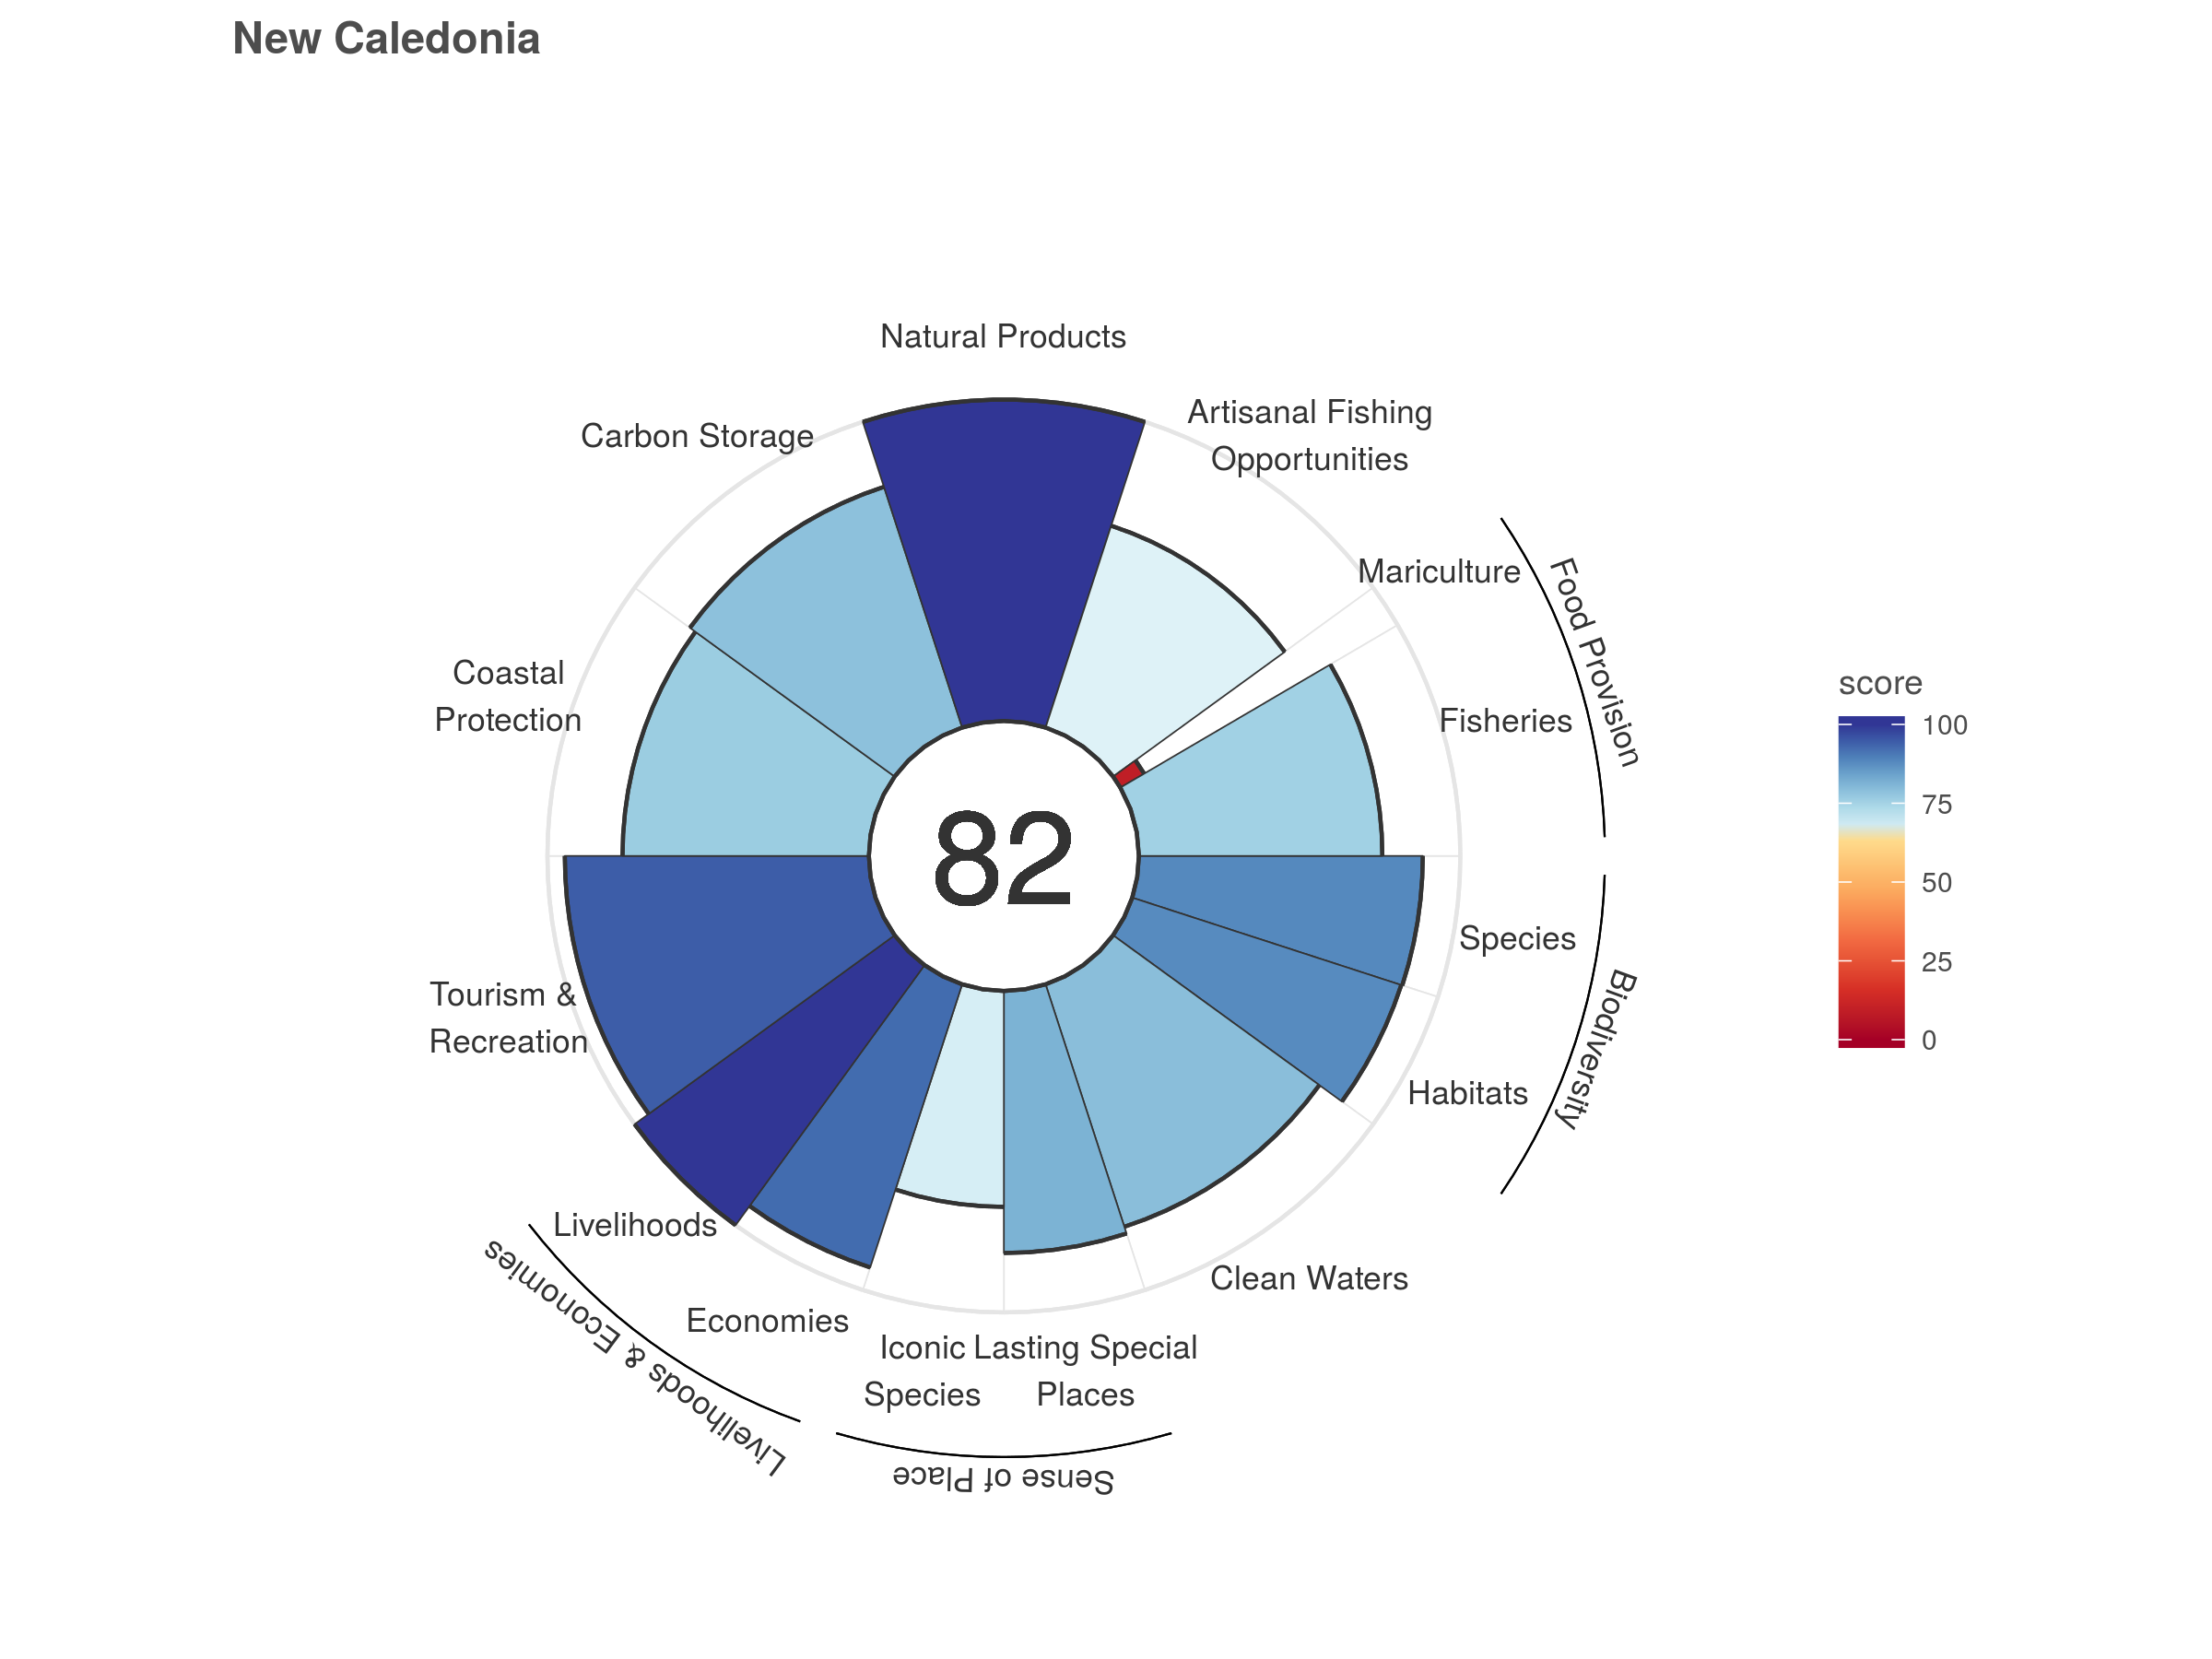 New Caledonia
Natural Products
Artisanal Fishing
Opportunities
Carbon Storage
Mariculture
Food Provision
Coastal
Protection
Fisheries
82
Species
Biodiversity
Tourism &
Recreation
Habitats
Livelihoods
Clean Waters
Livelihoods & Economies
Economies
Iconic
Species
Lasting Special
Places
Sense of Place
score
100
75
50
25
0